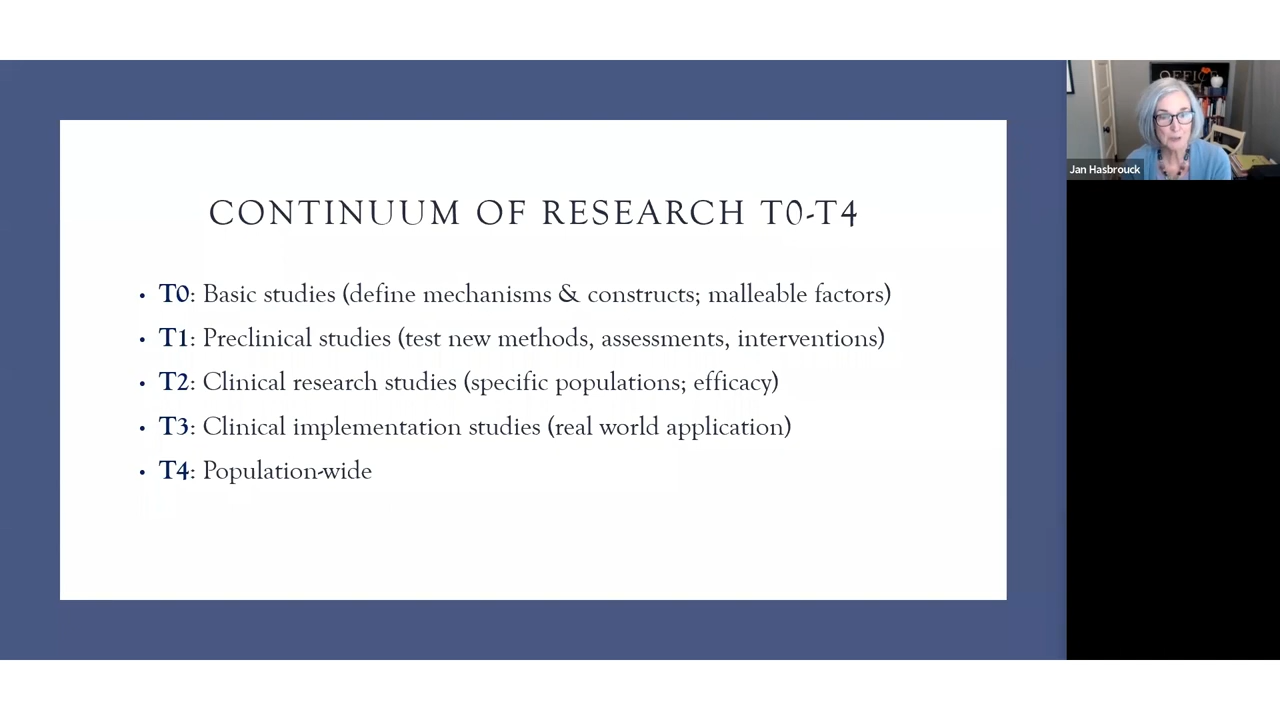 CONTINUUM OF RESEARCH T0-T4
• T0: Basic studies (define mechanisms & constructs; malleable factors)
• T1: Preclinical studies (test new methods, assessments, interventions)
• T2: Clinical research studies (specific populations; efficacy)
• T3: Clinical implementation studies (real world application)
• T4: Population-wide
OFFICE
Jan Hasbrouck